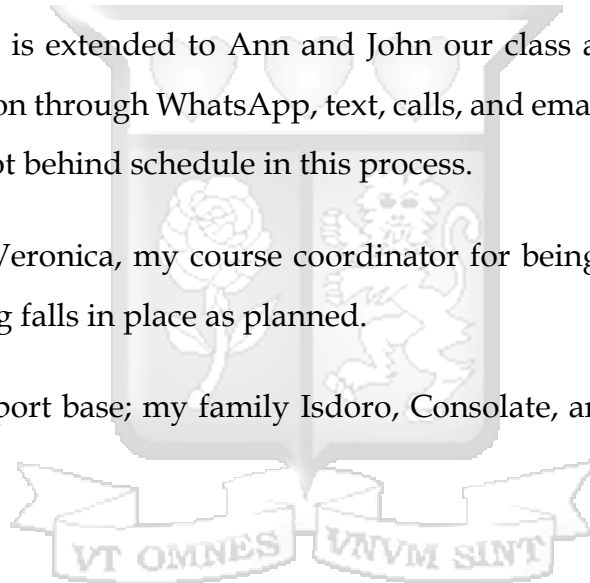 is extended to Ann and John our class a
on through WhatsApp, text, calls, and ema
ot behind schedule in this process.
Veronica, my course coordinator for being
g falls in place as planned.
port base; my family Isdoro, Consolate, an
VT OMNES VNVM SINT